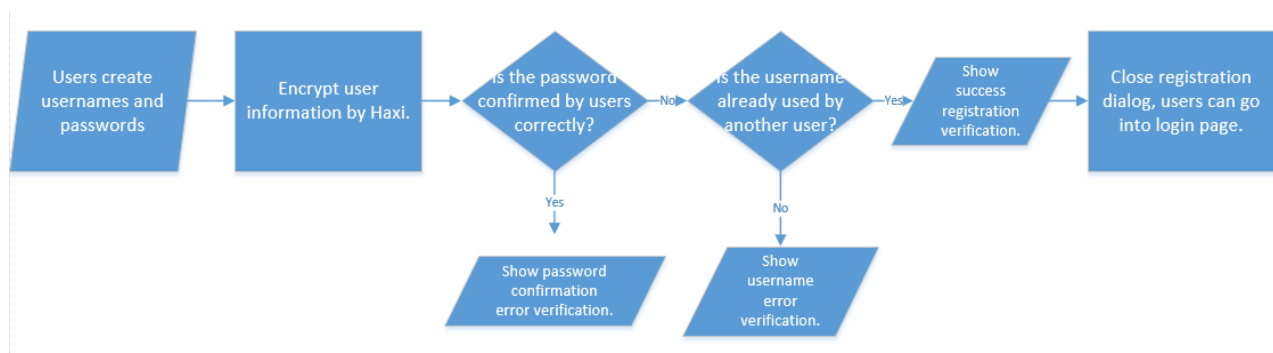 Users create
usernames and
passwords
Encrypt user
information by Haxi.
Is the password
confirmed by users
correctly?
No
Is the username
already used by
another user?
Yes
Show
success
registration
verification.
Close registration
dialog, users can go
into login page.
Yes
No
Show password
confirmation
error verification.
Show
username
error
verification.